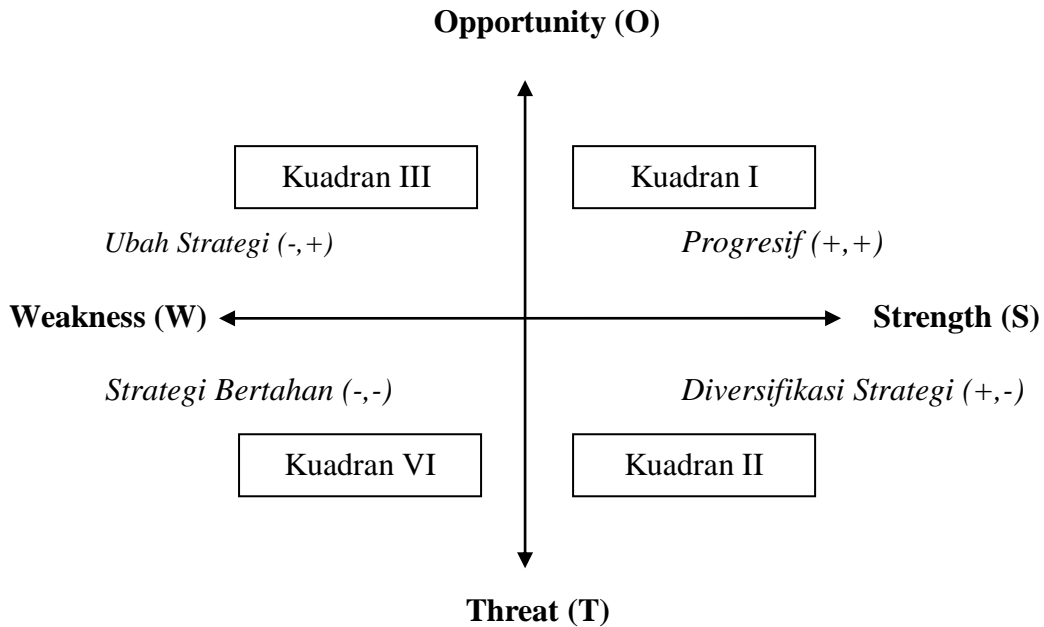 Opportunity (O)
Kuadran III
Kuadran I
Ubah Strategi (-,+)
Progresif (+,+)
Weakness (W)
Strength (S)
Strategi Bertahan (-,-)
Diversifikasi Strategi (+,-)
Kuadran VI
Kuadran II
Threat (T)